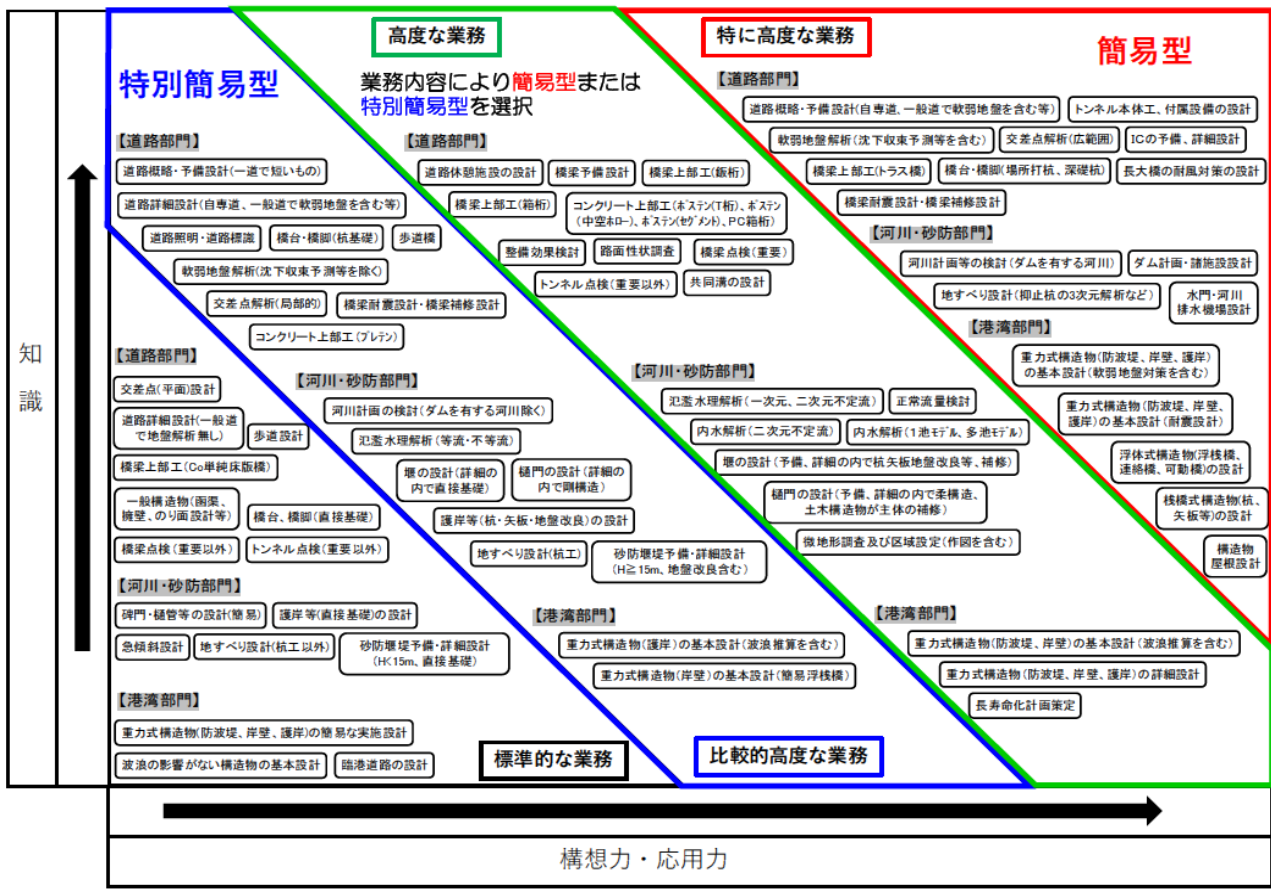 高度な業務
特に高度な業務
簡易型
特別簡易型
業務内容により簡易型または
特別簡易型を選択
【道路部門】
道路概略・予備設計(自専道、一般道で軟弱地盤を含む等)
トンネル本体工、付属設備の設計
軟弱地盤解析(沈下収束予測等を含む)
交差点解析(広範囲)
ICの予備、詳細設計
橋梁上部工(トラス橋)
橋台・橋脚(場所打杭、深礎杭)
長大橋の耐風対策の設計
橋梁耐震設計・橋梁補修設計
【河川・砂防部門】
河川計画等の検討(ダムを有する河川)
ダム計画・諸施設設計
地すべり設計(抑止杭の3次元解析など)
水門・河川
排水機場設計
【港湾部門】
重力式構造物(防波堤、岸壁、護岸)
の基本設計(軟弱地盤対策を含む)
重力式構造物(防波堤、岸壁、
護岸)の基本設計(耐震設計)
浮体式構造物(浮桟橋、
連絡橋、可動橋)の設計
桟橋式構造物(杭、
矢板等)の設計
構造物
屋根設計
【道路部門】
道路休憩施設の設計
橋梁予備設計
橋梁上部工(鈑桁)
橋梁上部工(箱桁)
コンクリート上部工(ポステン(T桁)、ポステン
(中空ホロー)、ポステン(セグメント)、PC箱桁)
整備効果検討
路面性状調査
橋梁点検(重要)
トンネル点検(重要以外)
共同溝の設計
【河川・砂防部門】
氾濫水理解析(一次元、二次元不定流)
正常流量検討
内水解析(二次元不定流)
内水解析(1池モデル、多池モデル)
堰の設計(予備、詳細の内で杭矢板地盤改良等、補修)
樋門の設計(予備、詳細の内で柔構造、
土木構造物が主体の補修)
微地形調査及び区域設定(作図を含む)
【港湾部門】
重力式構造物(防波堤、岸壁)の基本設計(波浪推算を含む)
重力式構造物(防波堤、岸壁、護岸)の詳細設計
長寿命化計画策定
【道路部門】
道路概略・予備設計(一道で短いもの)
道路詳細設計(自専道、一般道で軟弱地盤を含む等)
道路照明・道路標識
橋台・橋脚(杭基礎)
歩道橋
軟弱地盤解析(沈下収束予測等を除く)
交差点解析(局部的)
橋梁耐震設計・橋梁補修設計
コンクリート上部工(プレテン)
【河川・砂防部門】
河川計画の検討(ダムを有する河川除く)
氾濫水理解析(等流・不等流)
堰の設計(詳細の
内で直接基礎)
樋門の設計(詳細の
内で剛構造)
護岸等(杭・矢板・地盤改良)の設計
地すべり設計(杭工)
砂防堰堤予備・詳細設計
(H≧15m、地盤改良含む)
【港湾部門】
重力式構造物(護岸)の基本設計(波浪推算を含む)
重力式構造物(岸壁)の基本設計(簡易浮桟橋)
【道路部門】
交差点(平面)設計
道路詳細設計(一般道
で地盤解析無し)
歩道設計
橋梁上部工(Co単純床版橋)
一般構造物(函渠、
擁壁、のり面設計等)
橋台、橋脚(直接基礎)
橋梁点検(重要以外)
トンネル点検(重要以外)
【河川・砂防部門】
碑門・樋管等の設計(簡易)
護岸等(直接基礎)の設計
急傾斜設計
地すべり設計(杭工以外)
砂防堰堤予備・詳細設計
(H<15m、直接基礎)
【港湾部門】
重力式構造物(防波堤、岸壁、護岸)の簡易な実施設計
波浪の影響がない構造物の基本設計
臨港道路の設計
標準的な業務
比較的高度な業務
知
識
構想力・応用力